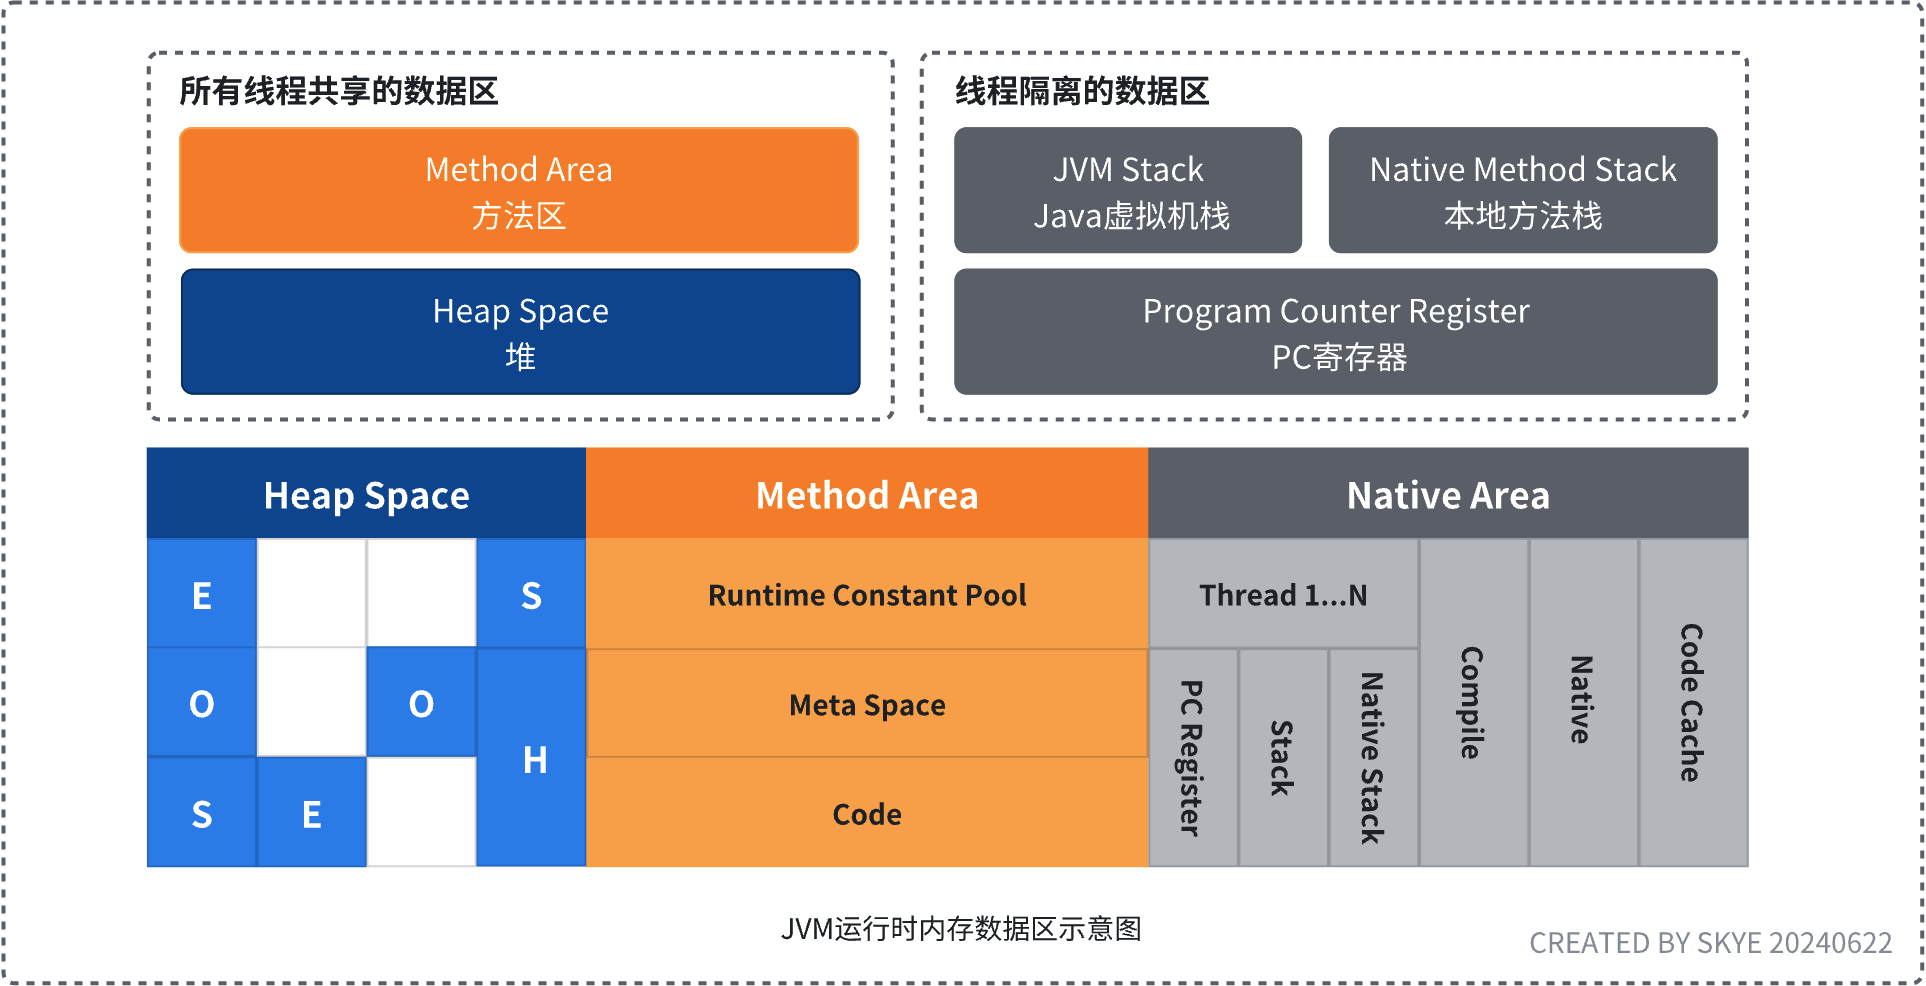 所有线程共享的数据区
Method Area
方法区
Heap Space
堆
线程隔离的数据区
JVM Stack
Java虚拟机栈
Native Method Stack
本地方法栈
Program Counter Register
PC寄存器
Heap Space
Method Area
Native Area
E
S
O
O
H
S
E
Runtime Constant Pool
Meta Space
Code
Thread 1...N
PC Register
Stack
Native Stack
Compile
Native
Code Cache
JVM运行时内存数据区示意图
CREATED BY SKYE 20240622